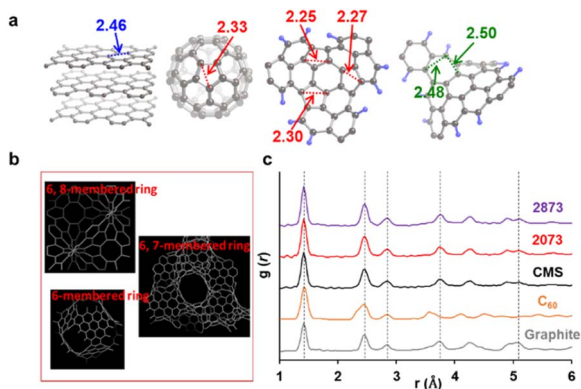 a
2.46
2.33
2.25
2.27
2.30
2.50
2.48
b
6, 8-membered ring
6, 7-membered ring
6-membered ring
c
g (r)
2873
2073
CMS
C₆₀
Graphite
1 2 3 4 5 6
r (Å)